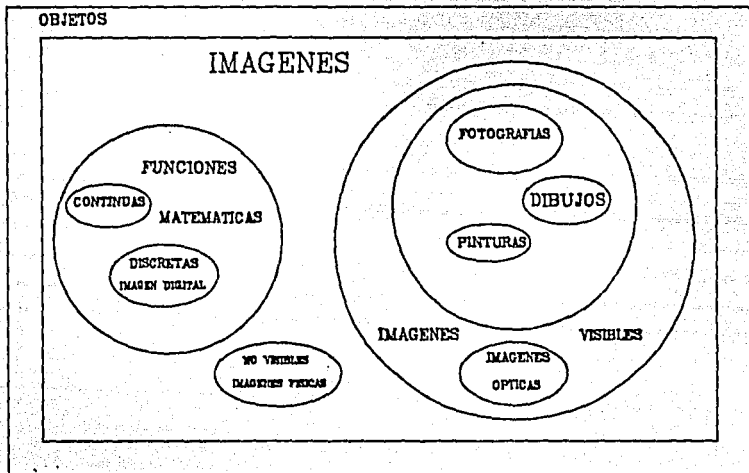 OBJETOS
IMAGENES
FUNCIONES
MATEMATICAS
CONTINUAS
DISCRETAS
IMAGEN DIGITAL
NO VISIBLES
IMAGENES FISICAS
FOTOGRAFIAS
DIBUJOS
PINTURAS
IMAGENES VISIBLES
IMAGENES
OPTICAS